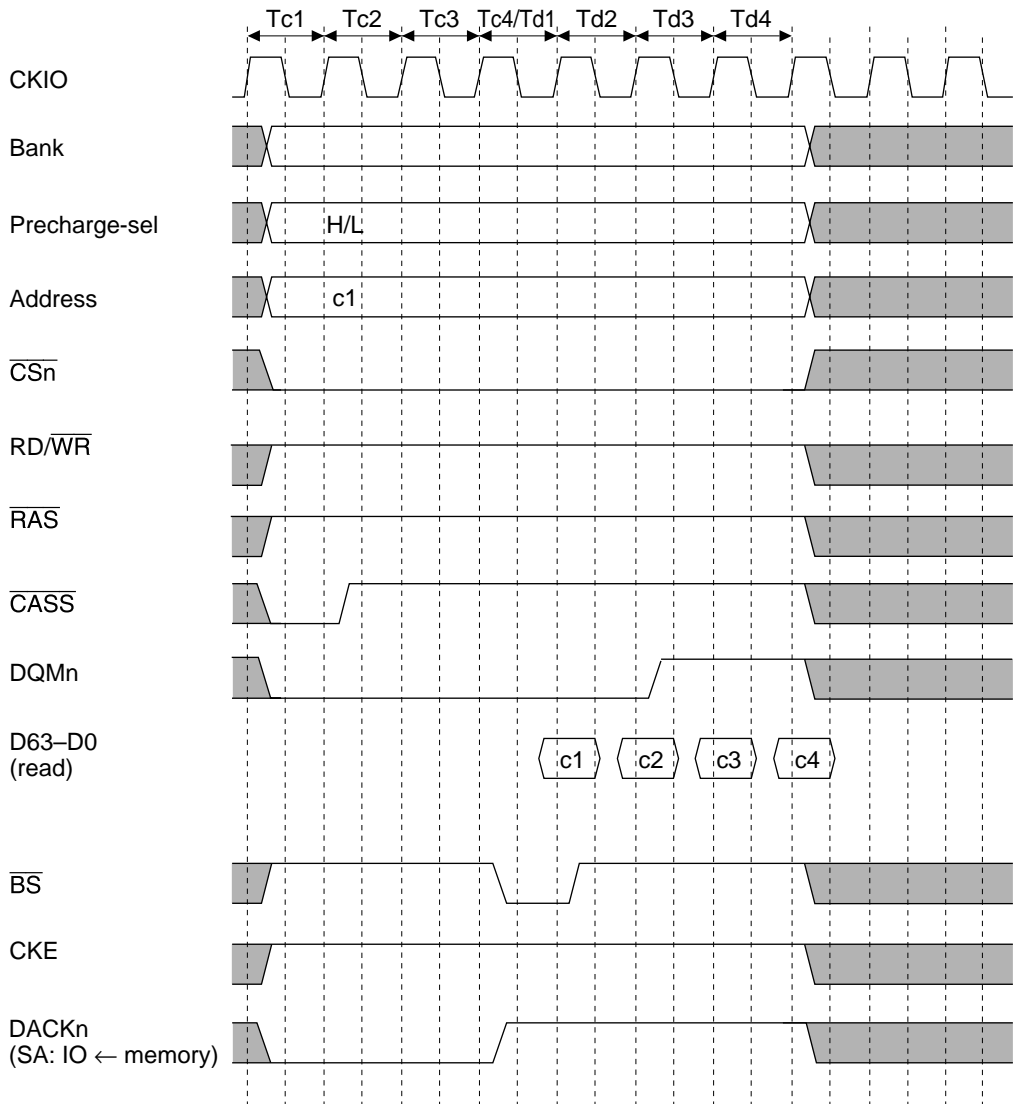 Tc1 Tc2 Tc3 Tc4/Td1 Td2 Td3 Td4
CKIO
Bank
Precharge-sel H/L
Address c1
CSn
RD/WR
RAS
CASS
DQMn
D63–D0
(read)
c1 c2 c3 c4
BS
CKE
DACKn
(SA: IO ← memory)